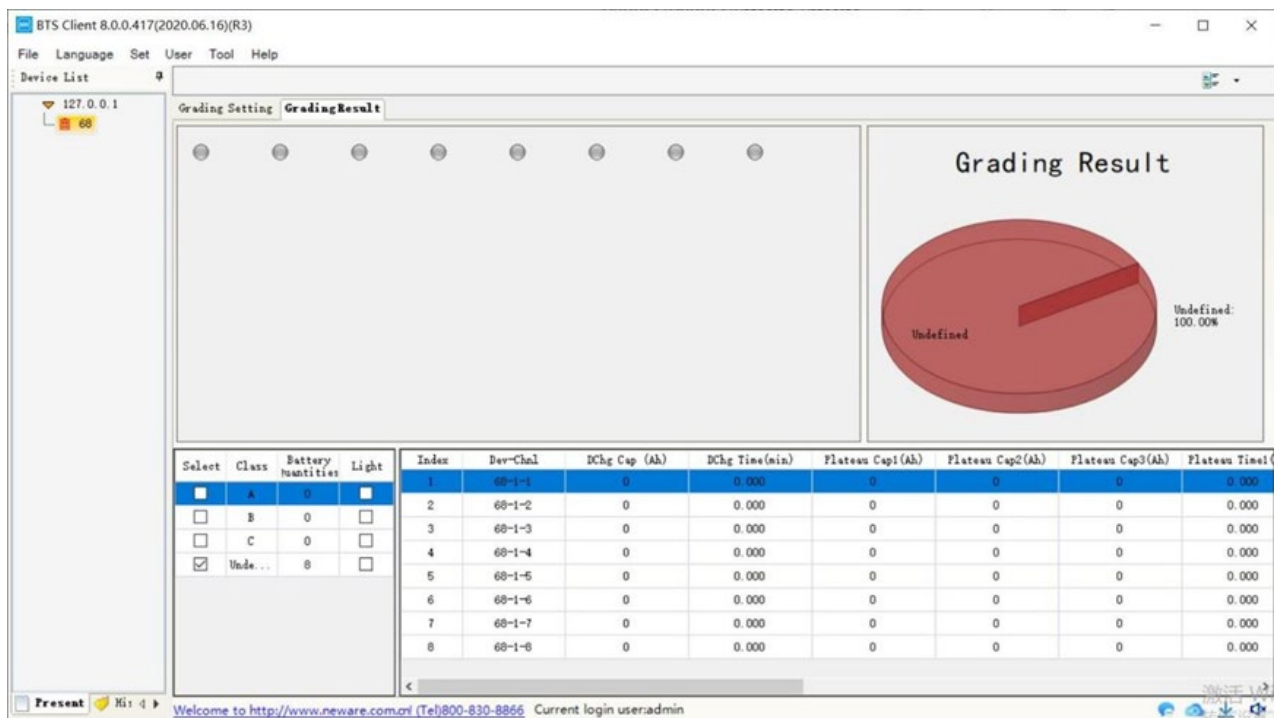 BTS Client 8.0.0.417(2020.06.16)(R3)
File Language Set User Tool Help
Device List
127.0.0.1
68
Grading Setting GradingResult
Grading Result
Undefined
Undefined:
100.00%
Select Class Battery Light
A 0
B 0
C 0
Unde... 8
Index Dev-Chnl DChg Cap (Ah) DChg Time(min) Plateau Cap1(Ah) Plateau Cap2(Ah) Plateau Cap3(Ah) Plateau Time1(
1 68-1-1 0 0.000 0 0 0 0.000
2 68-1-2 0 0.000 0 0 0 0.000
3 68-1-3 0 0.000 0 0 0 0.000
4 68-1-4 0 0.000 0 0 0 0.000
5 68-1-5 0 0.000 0 0 0 0.000
6 68-1-6 0 0.000 0 0 0 0.000
7 68-1-7 0 0.000 0 0 0 0.000
8 68-1-8 0 0.000 0 0 0 0.000
Present
Welcome to http://www.neware.com.cn! (Tel)800-830-8866 Current login user:admin
激活